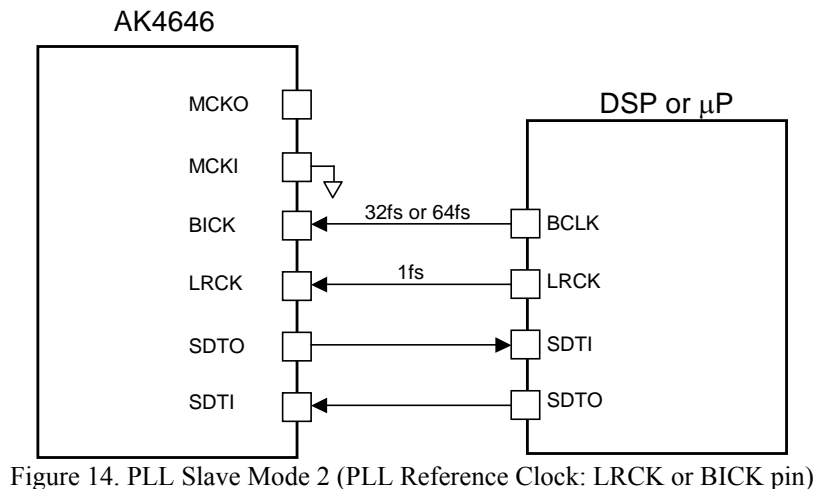 AK4646
DSP or μP
MCKO
MCKI
BICK
32fs or 64fs
BCLK
LRCK
1fs
LRCK
SDTO
SDTI
SDTI
SDTO
Figure 14. PLL Slave Mode 2 (PLL Reference Clock: LRCK or BICK pin)